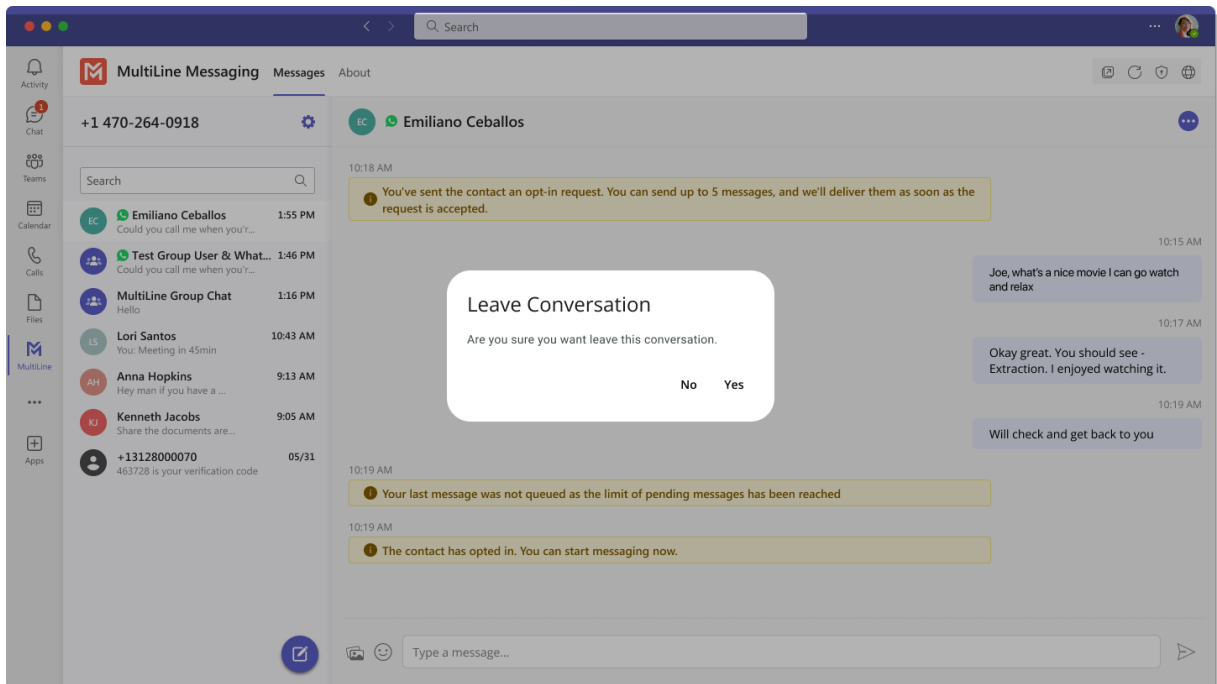 Search
Activity
1
Chat
Teams
Calendar
Calls
Files
MultiLine
Apps
MultiLine Messaging
Messages
About
+1 470-264-0918
Search
EC
Emiliano Ceballos
1:55 PM
Could you call me when you'r...
Test Group User & What...
1:46 PM
Could you call me when you'r...
MultiLine Group Chat
1:16 PM
Hello
LS
Lori Santos
10:43 AM
You: Meeting in 45min
AH
Anna Hopkins
9:13 AM
Hey man if you have a ...
KJ
Kenneth Jacobs
9:05 AM
Share the documents are...
+13128000070
05/31
463728 is your verification code
EC
Emiliano Ceballos
10:18 AM
You've sent the contact an opt-in request. You can send up to 5 messages, and we'll deliver them as soon as the
request is accepted.
10:15 AM
Joe, what's a nice movie I can go watch
and relax
10:17 AM
Okay great. You should see -
Extraction. I enjoyed watching it.
10:19 AM
Will check and get back to you
10:19 AM
Your last message was not queued as the limit of pending messages has been reached
10:19 AM
The contact has opted in. You can start messaging now.
Type a message...
Leave Conversation
Are you sure you want leave this conversation.
No
Yes